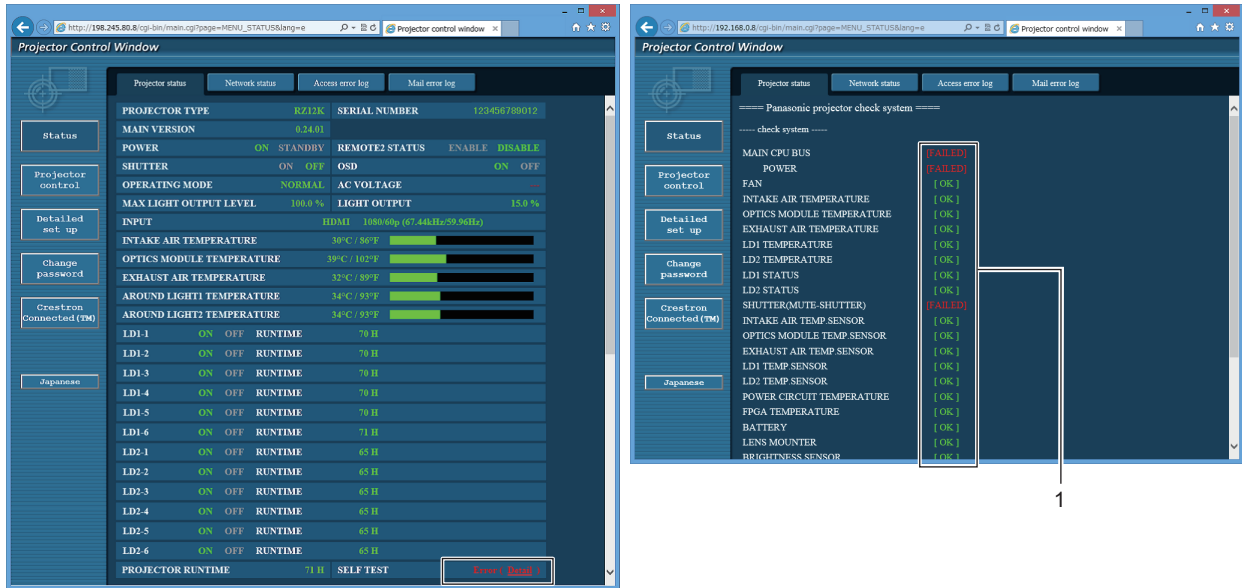 http://198.245.80.8/cgi-bin/main.cgi?page=MENU_STATUS&lang=e
Projector control window
Projector Control Window
Projector status
Network status
Access error log
Mail error log
Status
Projector control
Detailed set up
Change password
Crestron Connected(TM)
Japanese
PROJECTOR TYPE RZ12K SERIAL NUMBER 123456789012
MAIN VERSION 0.24.01
POWER ON STANDBY REMOTE2 STATUS ENABLE DISABLE
SHUTTER ON OFF OSD ON OFF
OPERATING MODE NORMAL AC VOLTAGE
MAX LIGHT OUTPUT LEVEL 100.0 % LIGHT OUTPUT 15.0 %
INPUT HDMI 1080/60p (67.44kHz/59.96Hz)
INTAKE AIR TEMPERATURE 30°C / 86°F
OPTICS MODULE TEMPERATURE 39°C / 102°F
EXHAUST AIR TEMPERATURE 32°C / 89°F
AROUND LIGHT1 TEMPERATURE 34°C / 93°F
AROUND LIGHT2 TEMPERATURE 34°C / 93°F
LD1-1 ON OFF RUNTIME 70 H
LD1-2 ON OFF RUNTIME 70 H
LD1-3 ON OFF RUNTIME 70 H
LD1-4 ON OFF RUNTIME 70 H
LD1-5 ON OFF RUNTIME 70 H
LD1-6 ON OFF RUNTIME 71 H
LD2-1 ON OFF RUNTIME 65 H
LD2-2 ON OFF RUNTIME 65 H
LD2-3 ON OFF RUNTIME 65 H
LD2-4 ON OFF RUNTIME 65 H
LD2-5 ON OFF RUNTIME 65 H
LD2-6 ON OFF RUNTIME 65 H
PROJECTOR RUNTIME 71 H SELF TEST Error ( Detail )
http://192.168.0.8/cgi-bin/main.cgi?page=MENU_STATUS&lang=e
Projector control window
Projector Control Window
Projector status
Network status
Access error log
Mail error log
Status
Projector control
Detailed set up
Change password
Crestron Connected(TM)
Japanese
==== Panasonic projector check system ====
----- check system -----
MAIN CPU BUS [FAILED]
POWER [FAILED]
FAN [ OK ]
INTAKE AIR TEMPERATURE [ OK ]
OPTICS MODULE TEMPERATURE [ OK ]
EXHAUST AIR TEMPERATURE [ OK ]
LD1 TEMPERATURE [ OK ]
LD2 TEMPERATURE [ OK ]
LD1 STATUS [ OK ]
LD2 STATUS [ OK ]
SHUTTER(MUTE-SHUTTER) [FAILED]
INTAKE AIR TEMP.SENSOR [ OK ]
OPTICS MODULE TEMP.SENSOR [ OK ]
EXHAUST AIR TEMP.SENSOR [ OK ]
LD1 TEMP.SENSOR [ OK ]
LD2 TEMP.SENSOR [ OK ]
POWER CIRCUIT TEMPERATURE [ OK ]
FPGA TEMPERATURE [ OK ]
BATTERY [ OK ]
LENS MOUNTER [ OK ]
BRIGHTNESS SENSOR [ OK ]
1